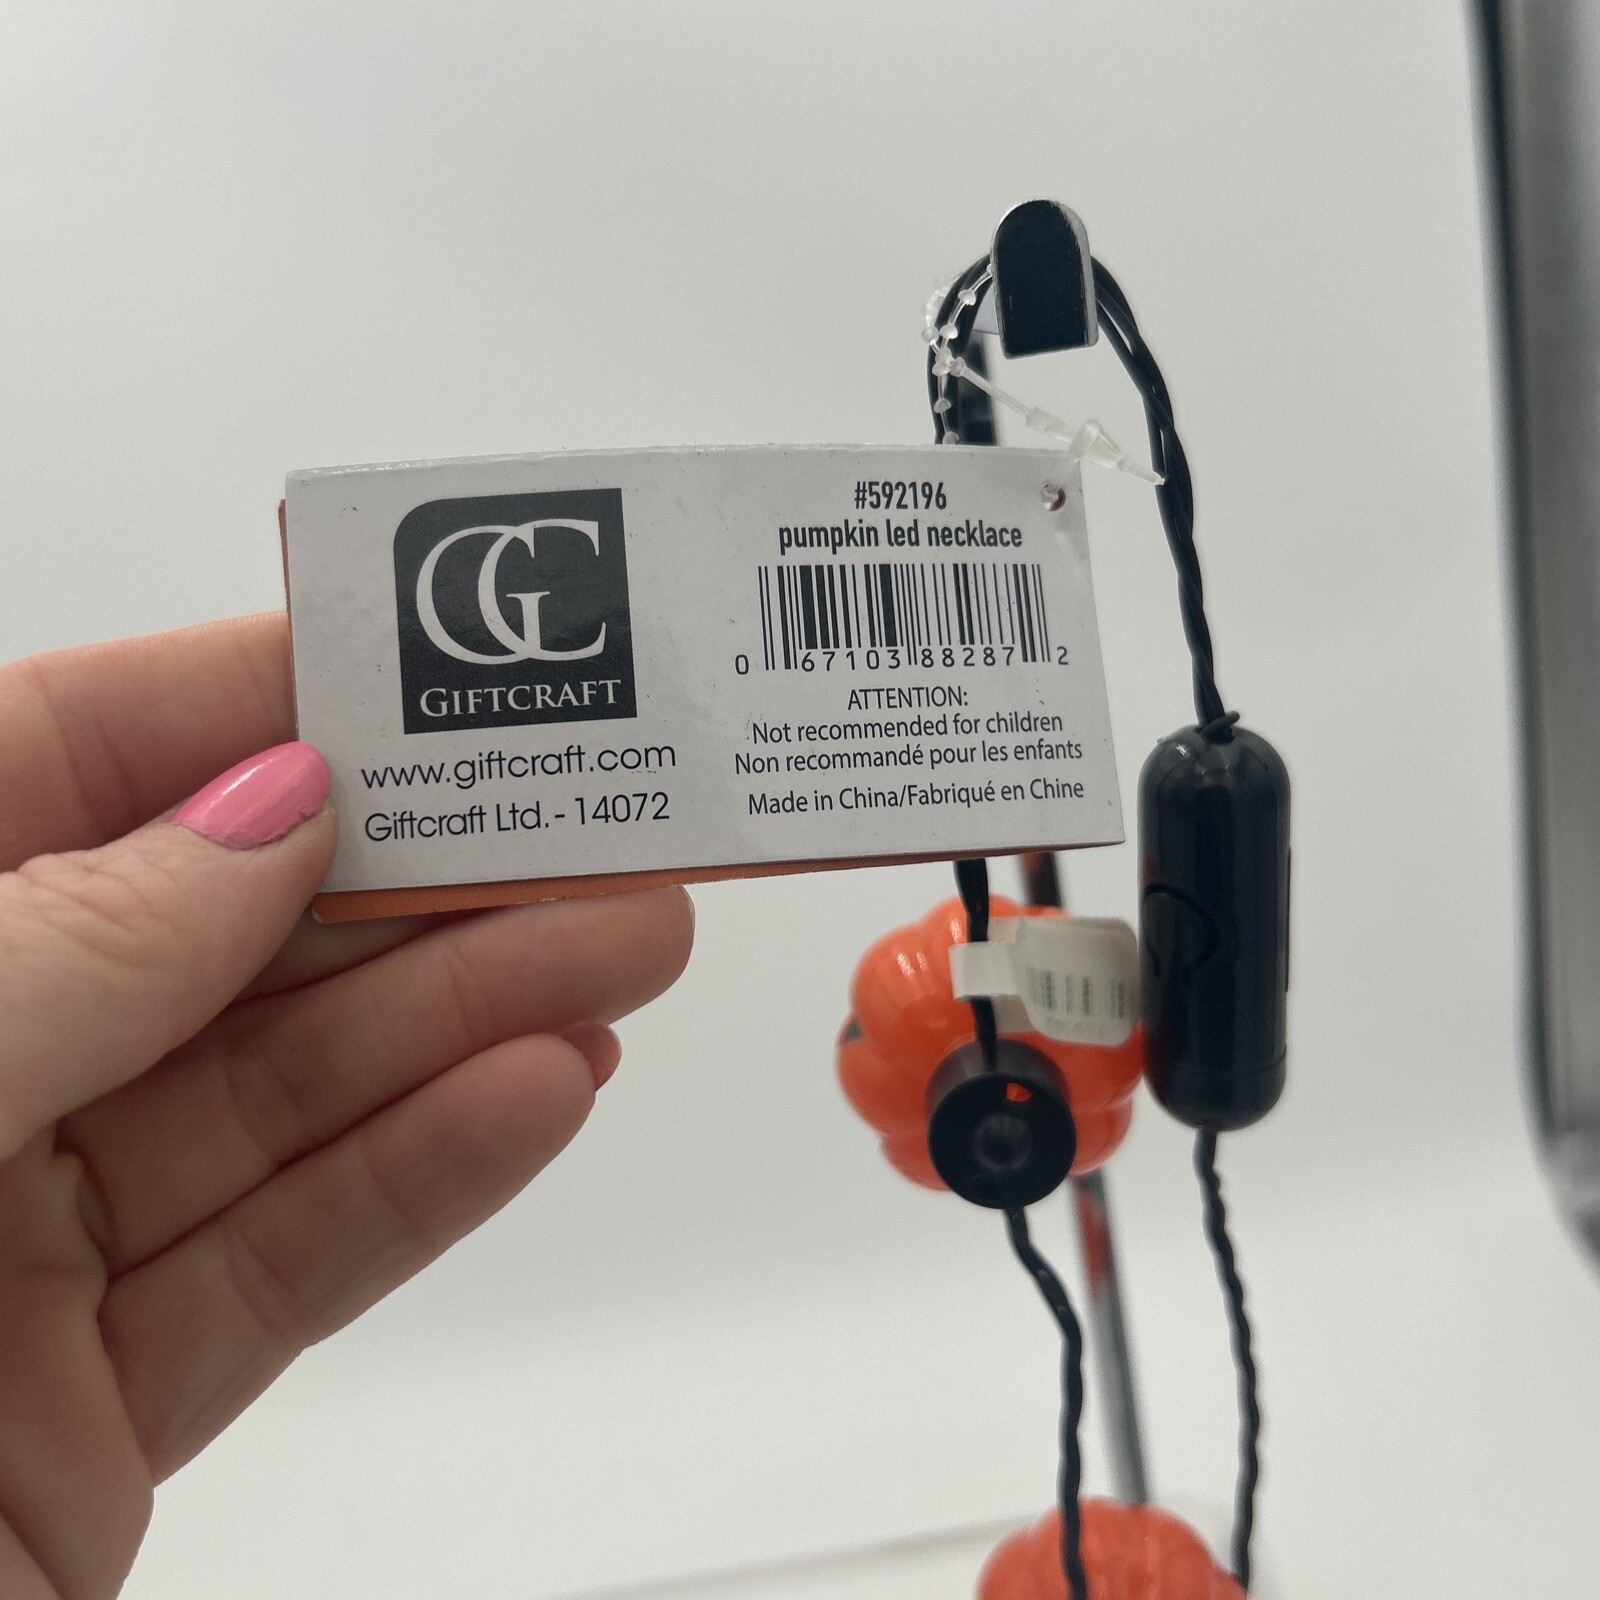 GC
GIFTCRAFT
www.giftcraft.com
Giftcraft Ltd. - 14072
#592196
pumpkin led necklace
0 67103 88287 2
ATTENTION:
Not recommended for children
Non recommandé pour les enfants
Made in China/Fabriqué en Chine